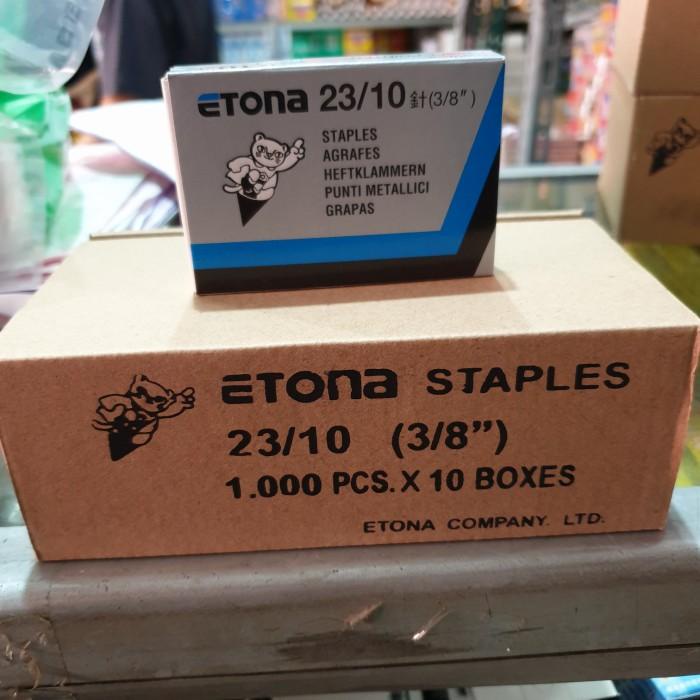 ETONA 23/10 針(3/8")
STAPLES
AGRAFES
HEFTKLAMMERN
PUNTI METALLICI
GRAPAS
ETONA STAPLES
23/10 (3/8")
1.000 PCS. X 10 BOXES
ETONA COMPANY. LTD.